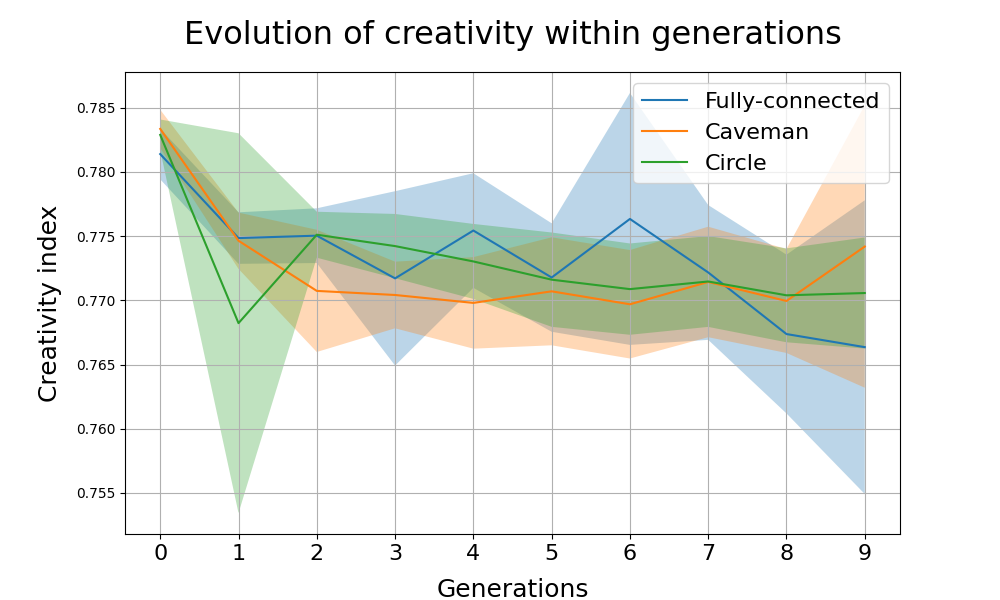 Evolution of creativity within generations
Fully-connected
Caveman
Circle
Creativity index
0.785
0.780
0.775
0.770
0.765
0.760
0.755
0 1 2 3 4 5 6 7 8 9
Generations